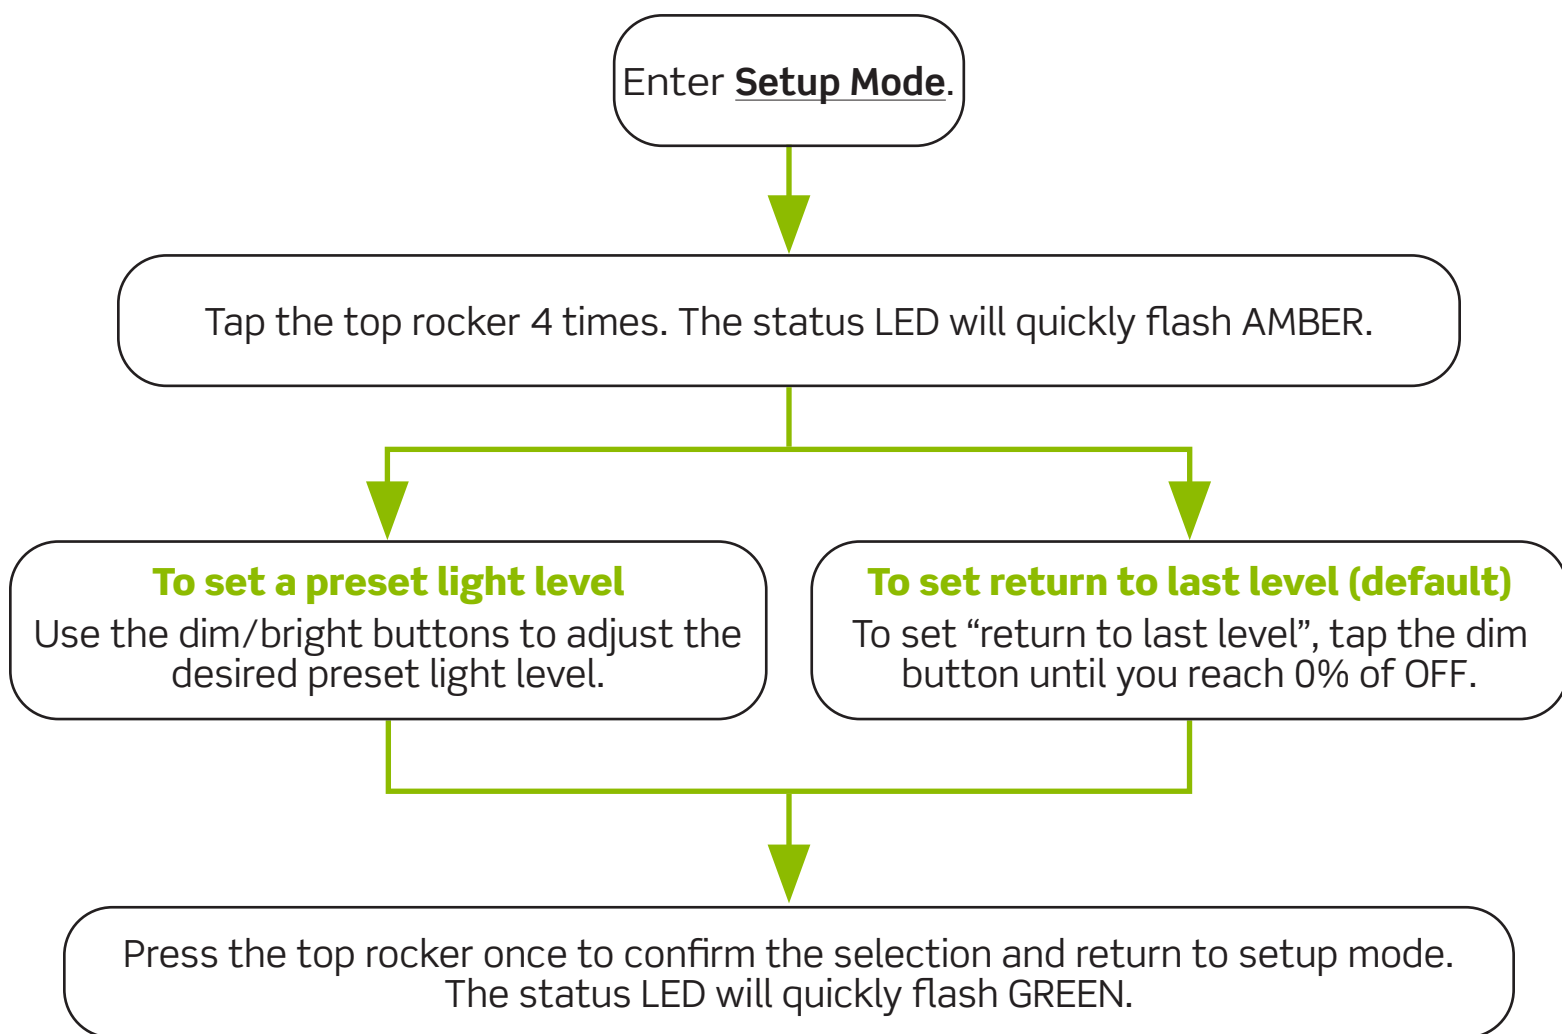 Enter Setup Mode.
Tap the top rocker 4 times. The status LED will quickly flash AMBER.
To set a preset light level
Use the dim/bright buttons to adjust the
desired preset light level.
To set return to last level (default)
To set “return to last level”, tap the dim
button until you reach 0% of OFF.
Press the top rocker once to confirm the selection and return to setup mode.
The status LED will quickly flash GREEN.